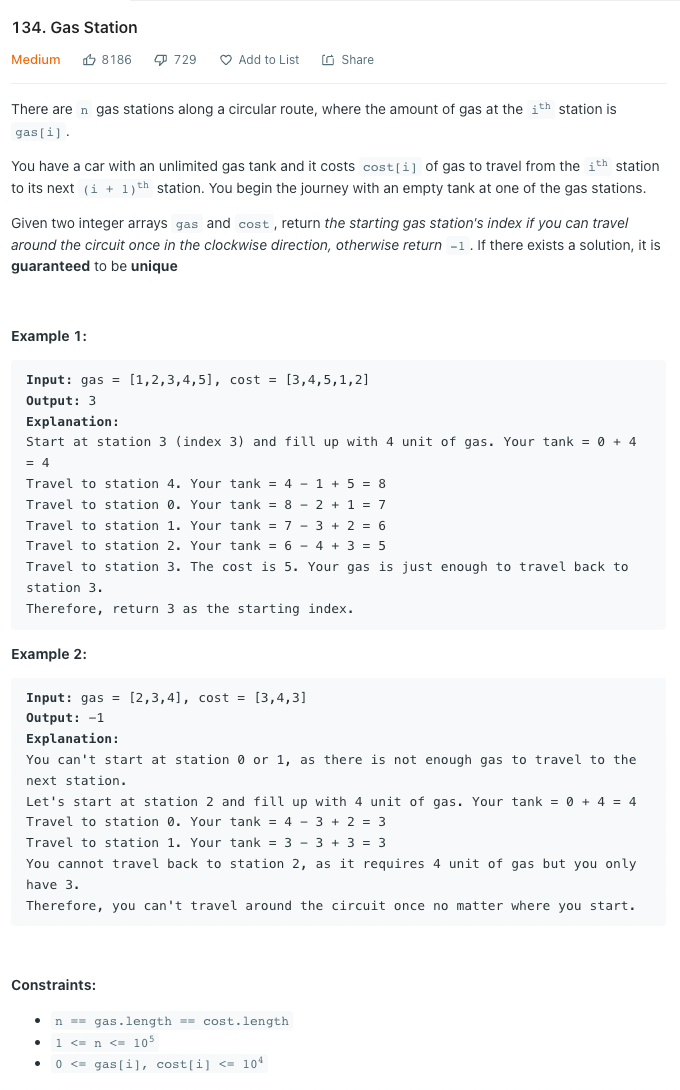 134. Gas Station
Medium 8186 729 Add to List Share
There are n gas stations along a circular route, where the amount of gas at the iᵗʰ station is
gas[i] .
You have a car with an unlimited gas tank and it costs cost[i] of gas to travel from the iᵗʰ station
to its next (i + 1)ᵗʰ station. You begin the journey with an empty tank at one of the gas stations.
Given two integer arrays gas and cost , return the starting gas station's index if you can travel
around the circuit once in the clockwise direction, otherwise return -1 . If there exists a solution, it is
guaranteed to be unique
Example 1:
Input: gas = [1,2,3,4,5], cost = [3,4,5,1,2]
Output: 3
Explanation:
Start at station 3 (index 3) and fill up with 4 unit of gas. Your tank = 0 + 4
= 4
Travel to station 4. Your tank = 4 - 1 + 5 = 8
Travel to station 0. Your tank = 8 - 2 + 1 = 7
Travel to station 1. Your tank = 7 - 3 + 2 = 6
Travel to station 2. Your tank = 6 - 4 + 3 = 5
Travel to station 3. The cost is 5. Your gas is just enough to travel back to
station 3.
Therefore, return 3 as the starting index.
Example 2:
Input: gas = [2,3,4], cost = [3,4,3]
Output: -1
Explanation:
You can't start at station 0 or 1, as there is not enough gas to travel to the
next station.
Let's start at station 2 and fill up with 4 unit of gas. Your tank = 0 + 4 = 4
Travel to station 0. Your tank = 4 - 3 + 2 = 3
Travel to station 1. Your tank = 3 - 3 + 3 = 3
You cannot travel back to station 2, as it requires 4 unit of gas but you only
have 3.
Therefore, you can't travel around the circuit once no matter where you start.
Constraints:
• n == gas.length == cost.length
• 1 <= n <= 10⁵
• 0 <= gas[i], cost[i] <= 10⁴